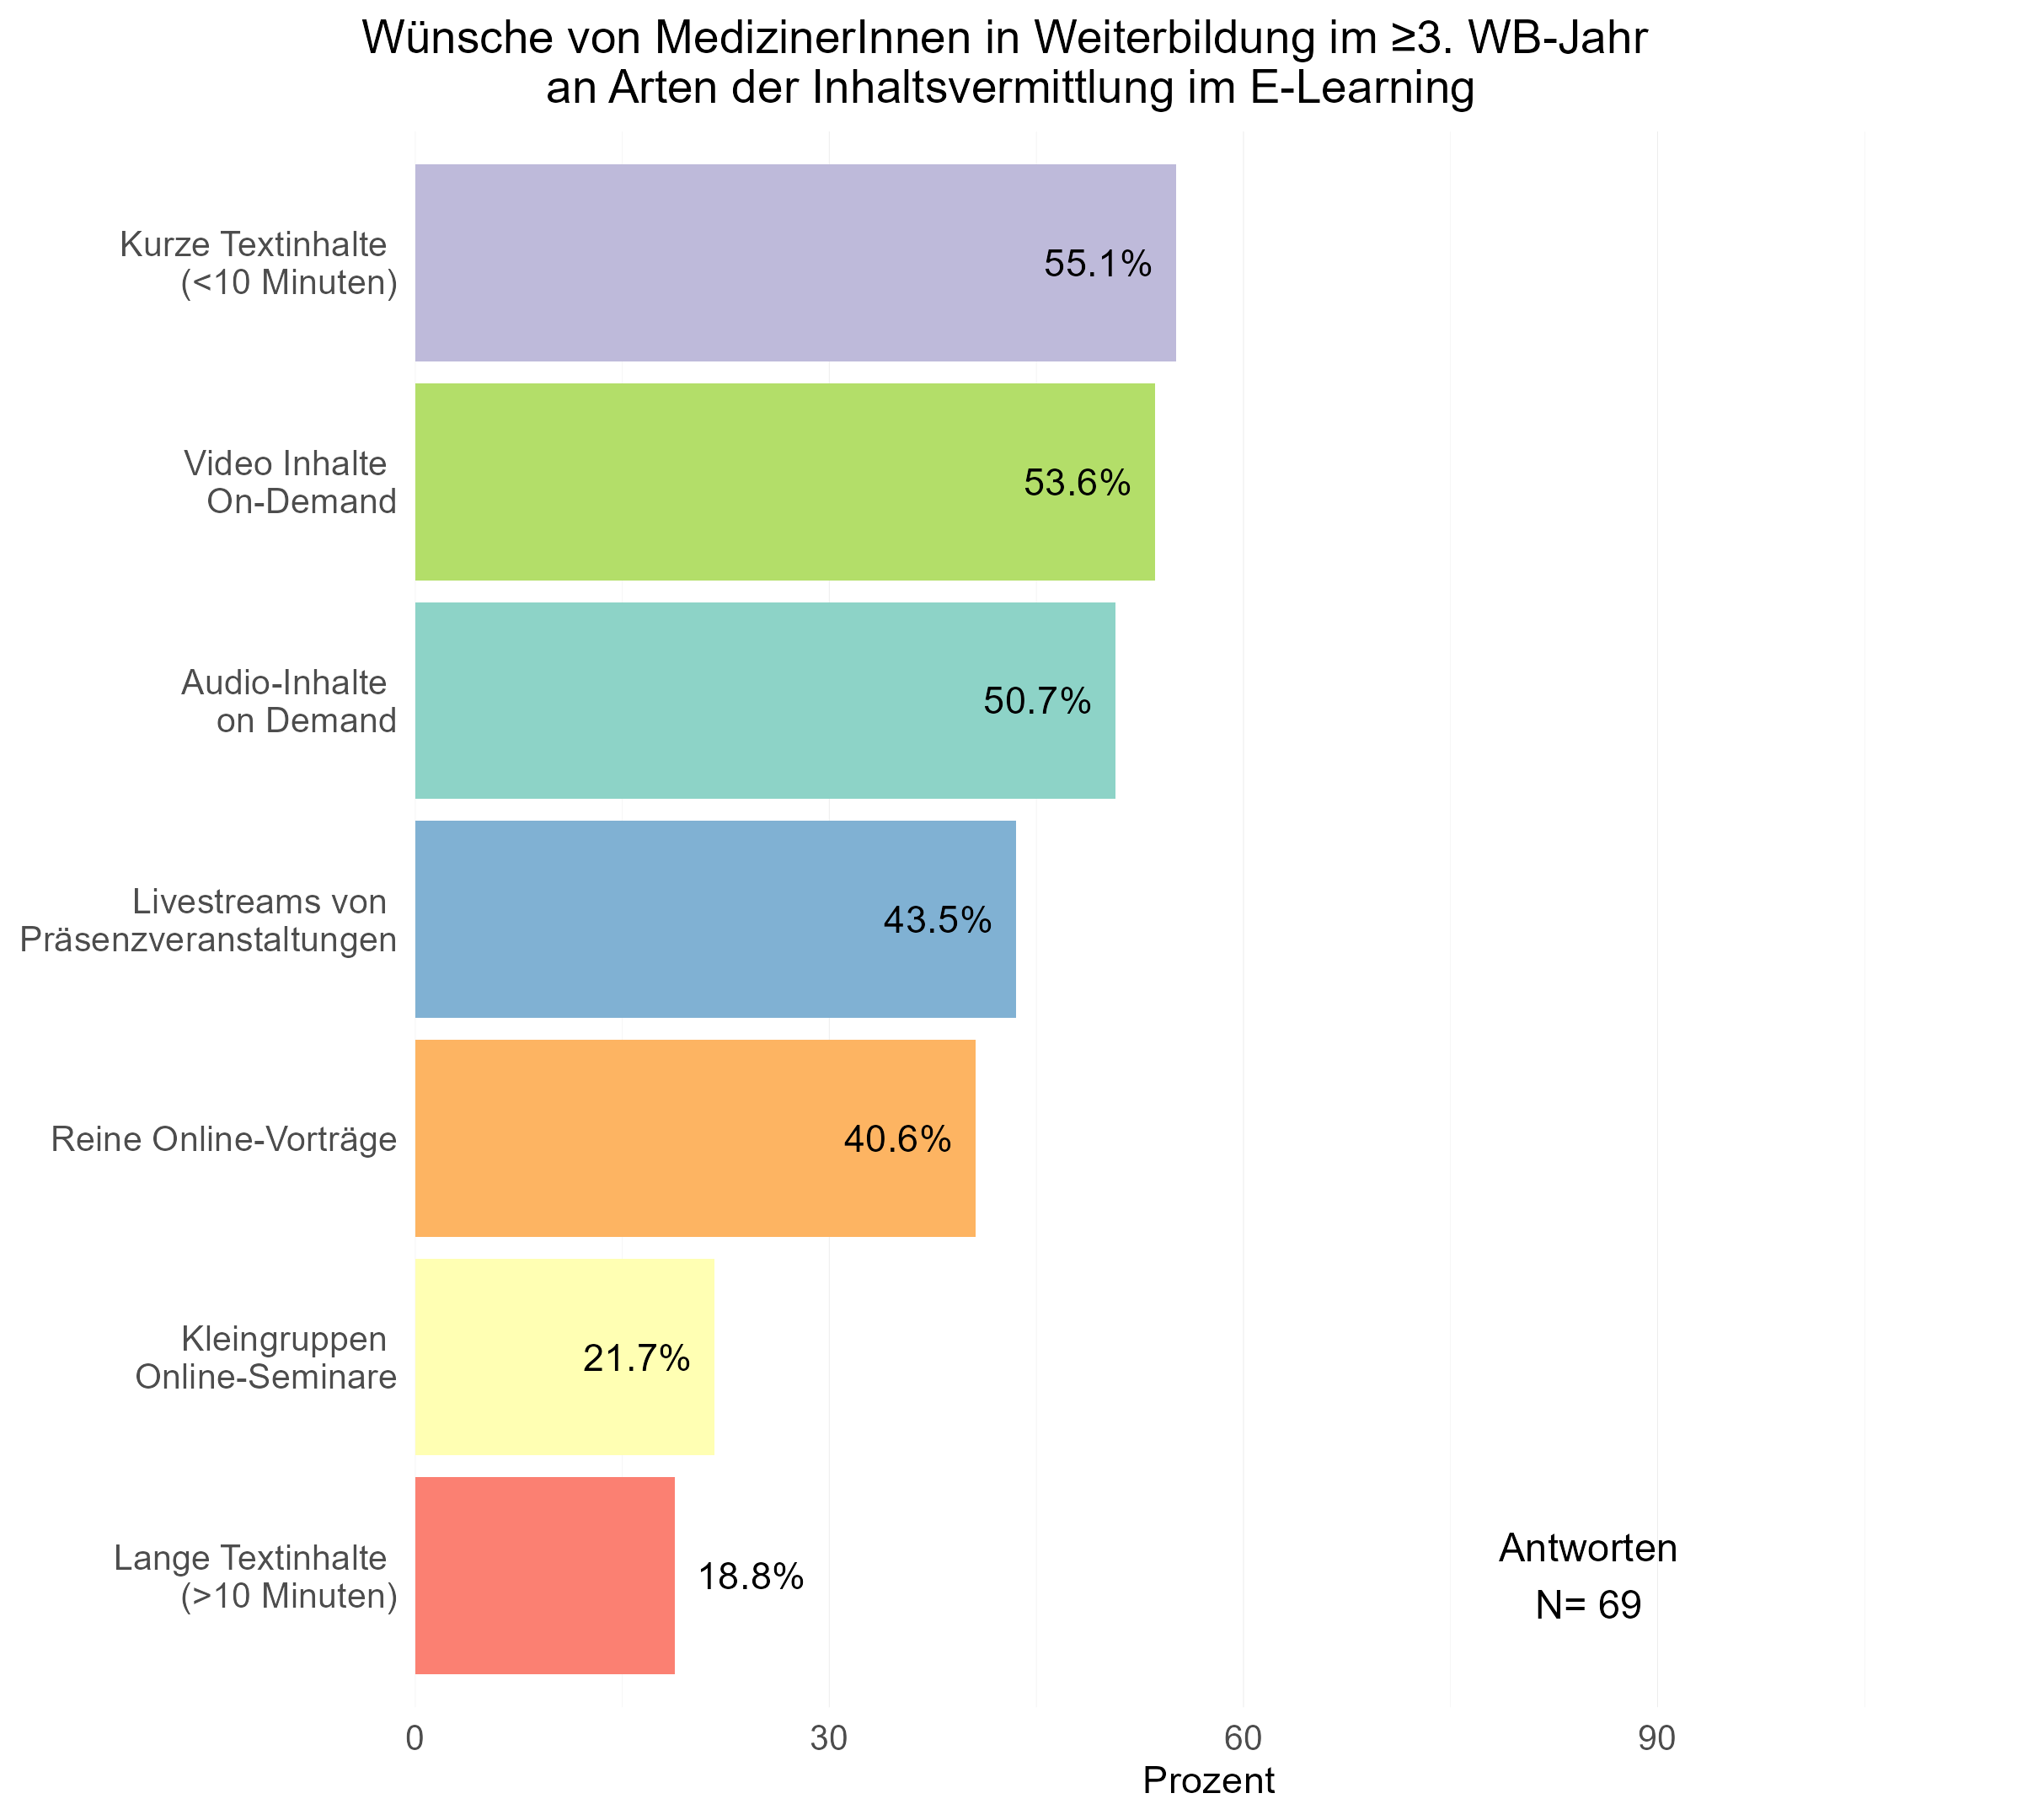 Wünsche von MedizinerInnen in Weiterbildung im ≥3. WB-Jahr
an Arten der Inhaltsvermittlung im E-Learning
Kurze Textinhalte
(<10 Minuten)
55.1%
Video Inhalte
On-Demand
53.6%
Audio-Inhalte
on Demand
50.7%
Livestreams von
Präsenzveranstaltungen
43.5%
Reine Online-Vorträge
40.6%
Kleingruppen
Online-Seminare
21.7%
Lange Textinhalte
(>10 Minuten)
18.8%
Antworten
N= 69
0 30 60 90
Prozent